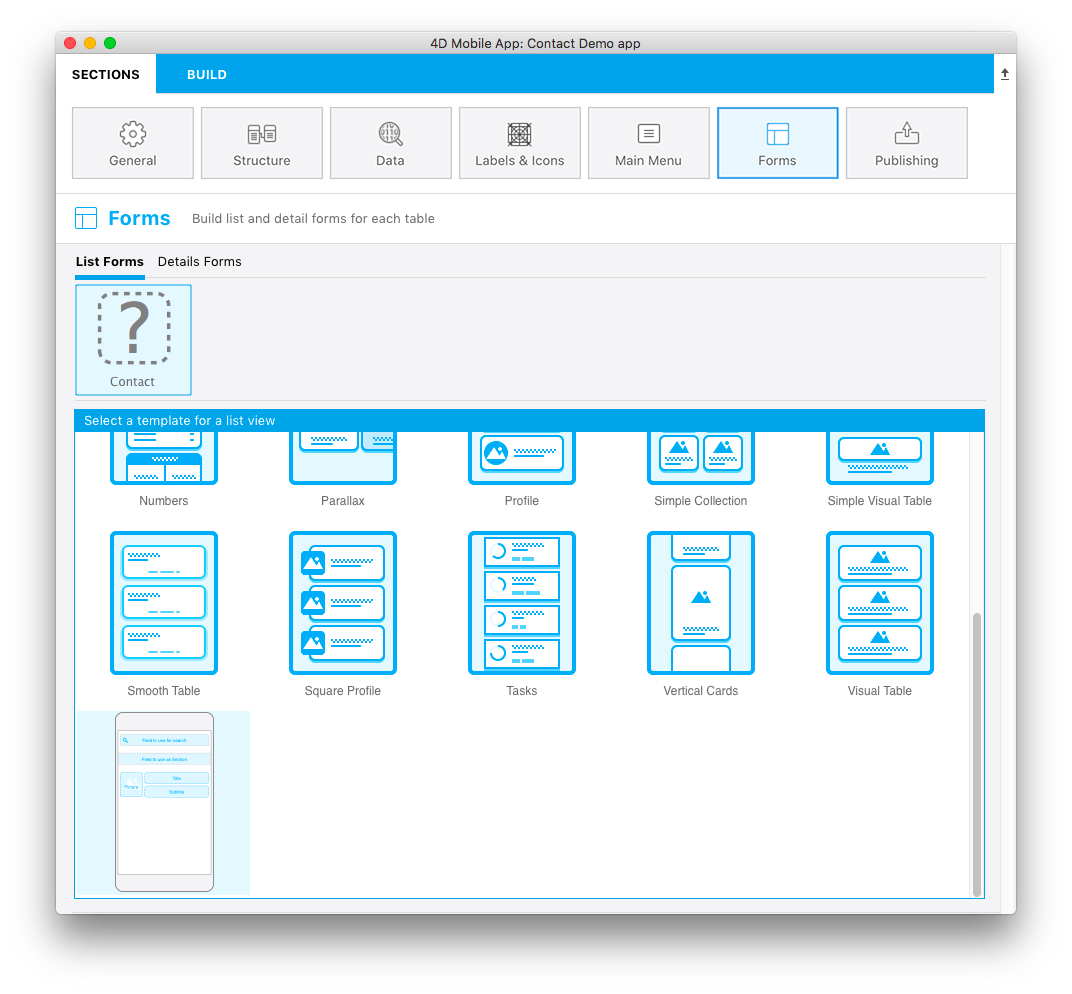 4D Mobile App: Contact Demo app
SECTIONS BUILD
General Structure Data Labels & Icons Main Menu Forms Publishing
Forms Build list and detail forms for each table
List Forms Details Forms
?
Contact
Select a template for a list view
Numbers Parallax Profile Simple Collection Simple Visual Table
0110
Smooth Table Square Profile Tasks Vertical Cards Visual Table
Field to use for search
Field to use as Section
Title
Picture
Subtitle